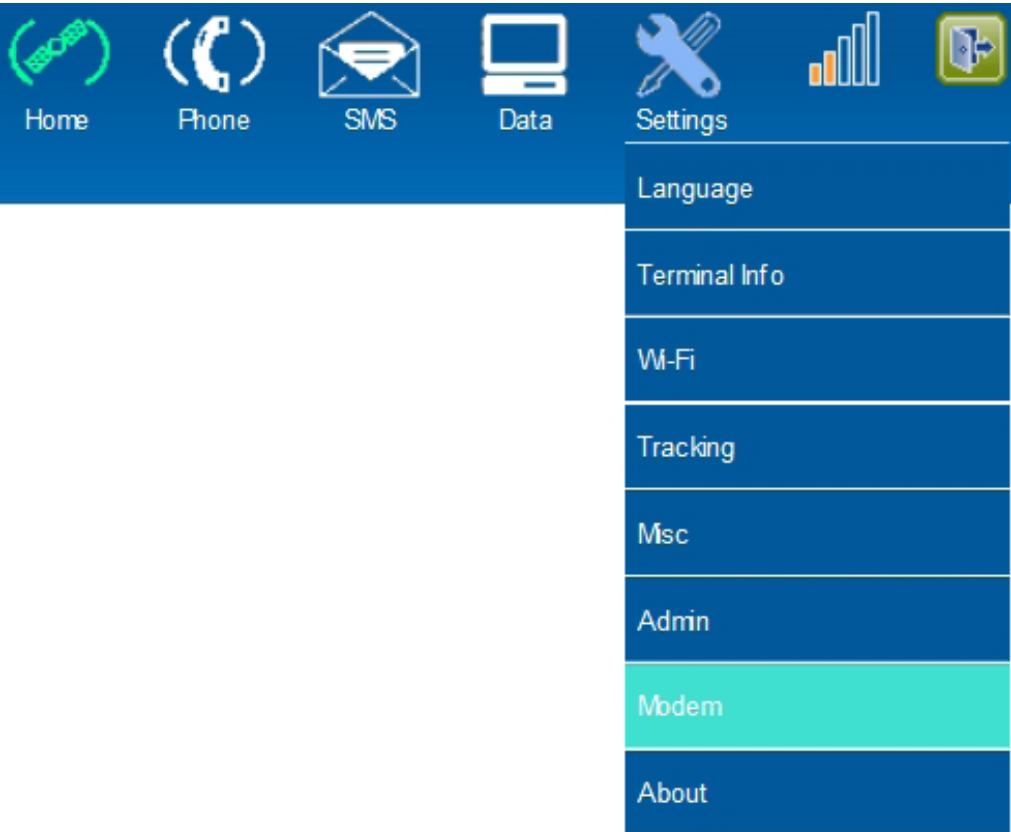 Home Phone SMS Data Settings
Language
Terminal Info
Wi-Fi
Tracking
Misc
Admin
Modem
About